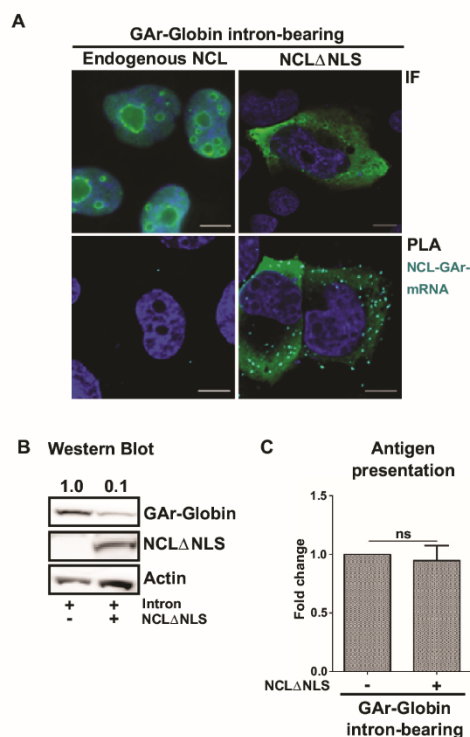 A
GAr-Globin intron-bearing
Endogenous NCL NCLΔNLS
IF
PLA
NCL-GAr-
mRNA
B Western Blot
1.0 0.1
GAr-Globin
NCLΔNLS
Actin
+ + Intron
- + NCLΔNLS
C
Antigen
presentation
Fold change
1.5
1.0
0.5
0.0
ns
NCLΔNLS - +
GAr-Globin
intron-bearing